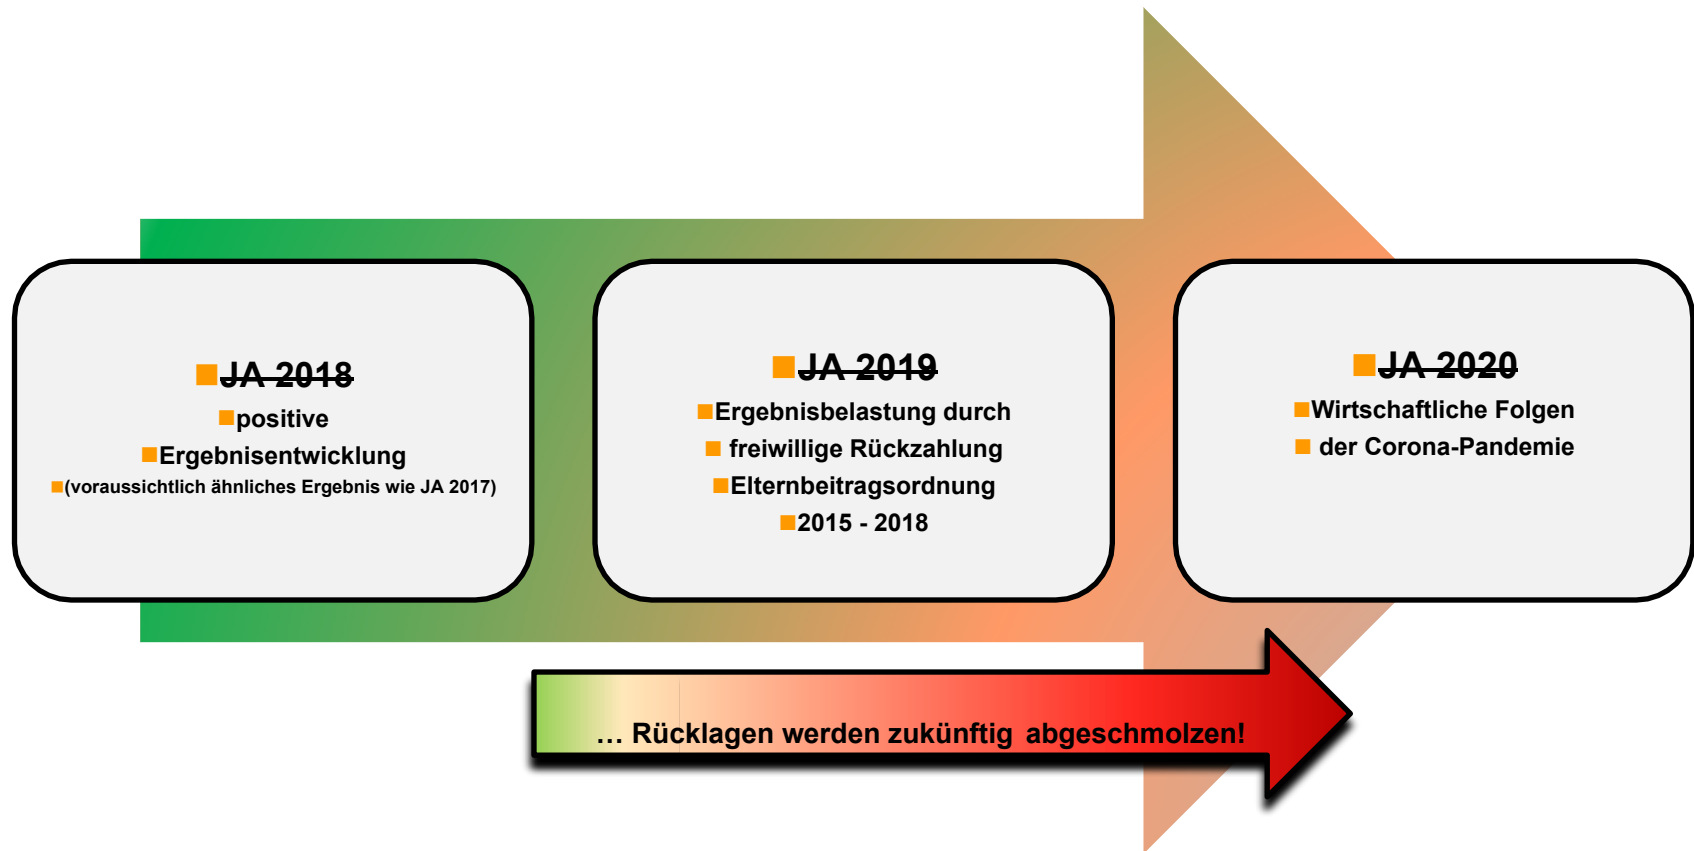 JA 2018
positive
Ergebnisentwicklung
(voraussichtlich ähnliches Ergebnis wie JA 2017)
JA 2019
Ergebnisbelastung durch
freiwillige Rückzahlung
Elternbeitragsordnung
2015 - 2018
JA 2020
Wirtschaftliche Folgen
der Corona-Pandemie
... Rücklagen werden zukünftig abgeschmolzen!